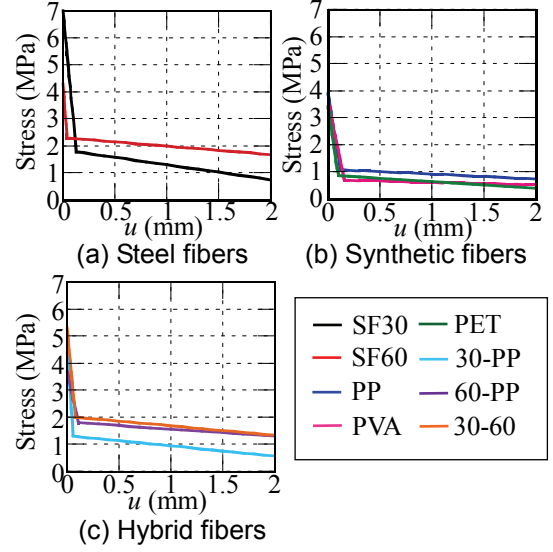 7
6
5
4
3
2
1
0
Stress (MPa)
0 0.5 1 1.5 2
u (mm)
(a) Steel fibers
7
6
5
4
3
2
1
0
Stress (MPa)
0 0.5 1 1.5 2
u (mm)
(b) Synthetic fibers
7
6
5
4
3
2
1
0
Stress (MPa)
0 0.5 1 1.5 2
u (mm)
(c) Hybrid fibers
SF30 PET
SF60 30-PP
PP 60-PP
PVA 30-60